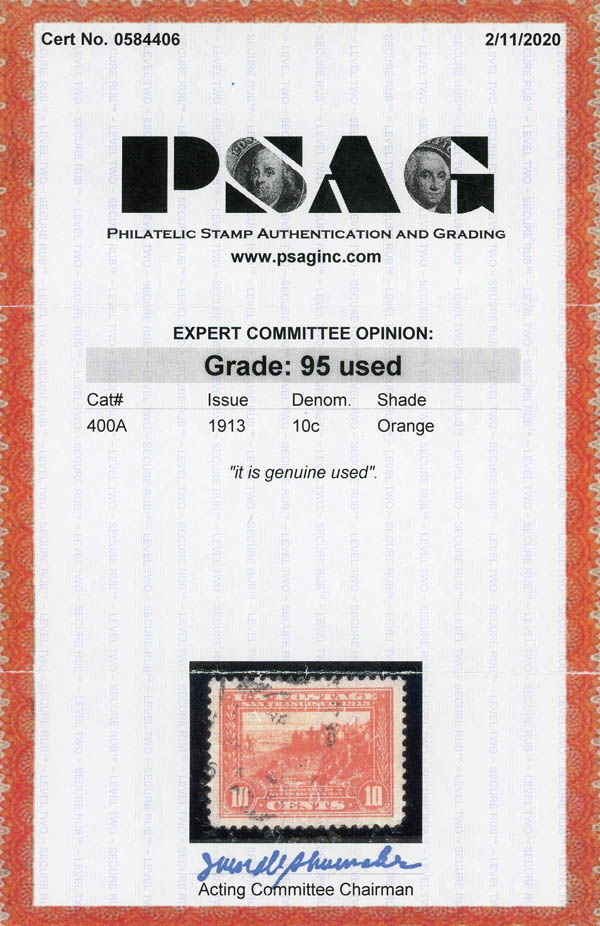 Cert No. 0584406 2/11/2020
PSAG
PHILATELIC STAMP AUTHENTICATION AND GRADING
www.psaginc.com
EXPERT COMMITTEE OPINION:
Grade: 95 used
Cat# Issue Denom. Shade
400A 1913 10c Orange
"it is genuine used".
U.S. POSTAGE
SAN FRANCISCO
10 CENTS 10
Acting Committee Chairman